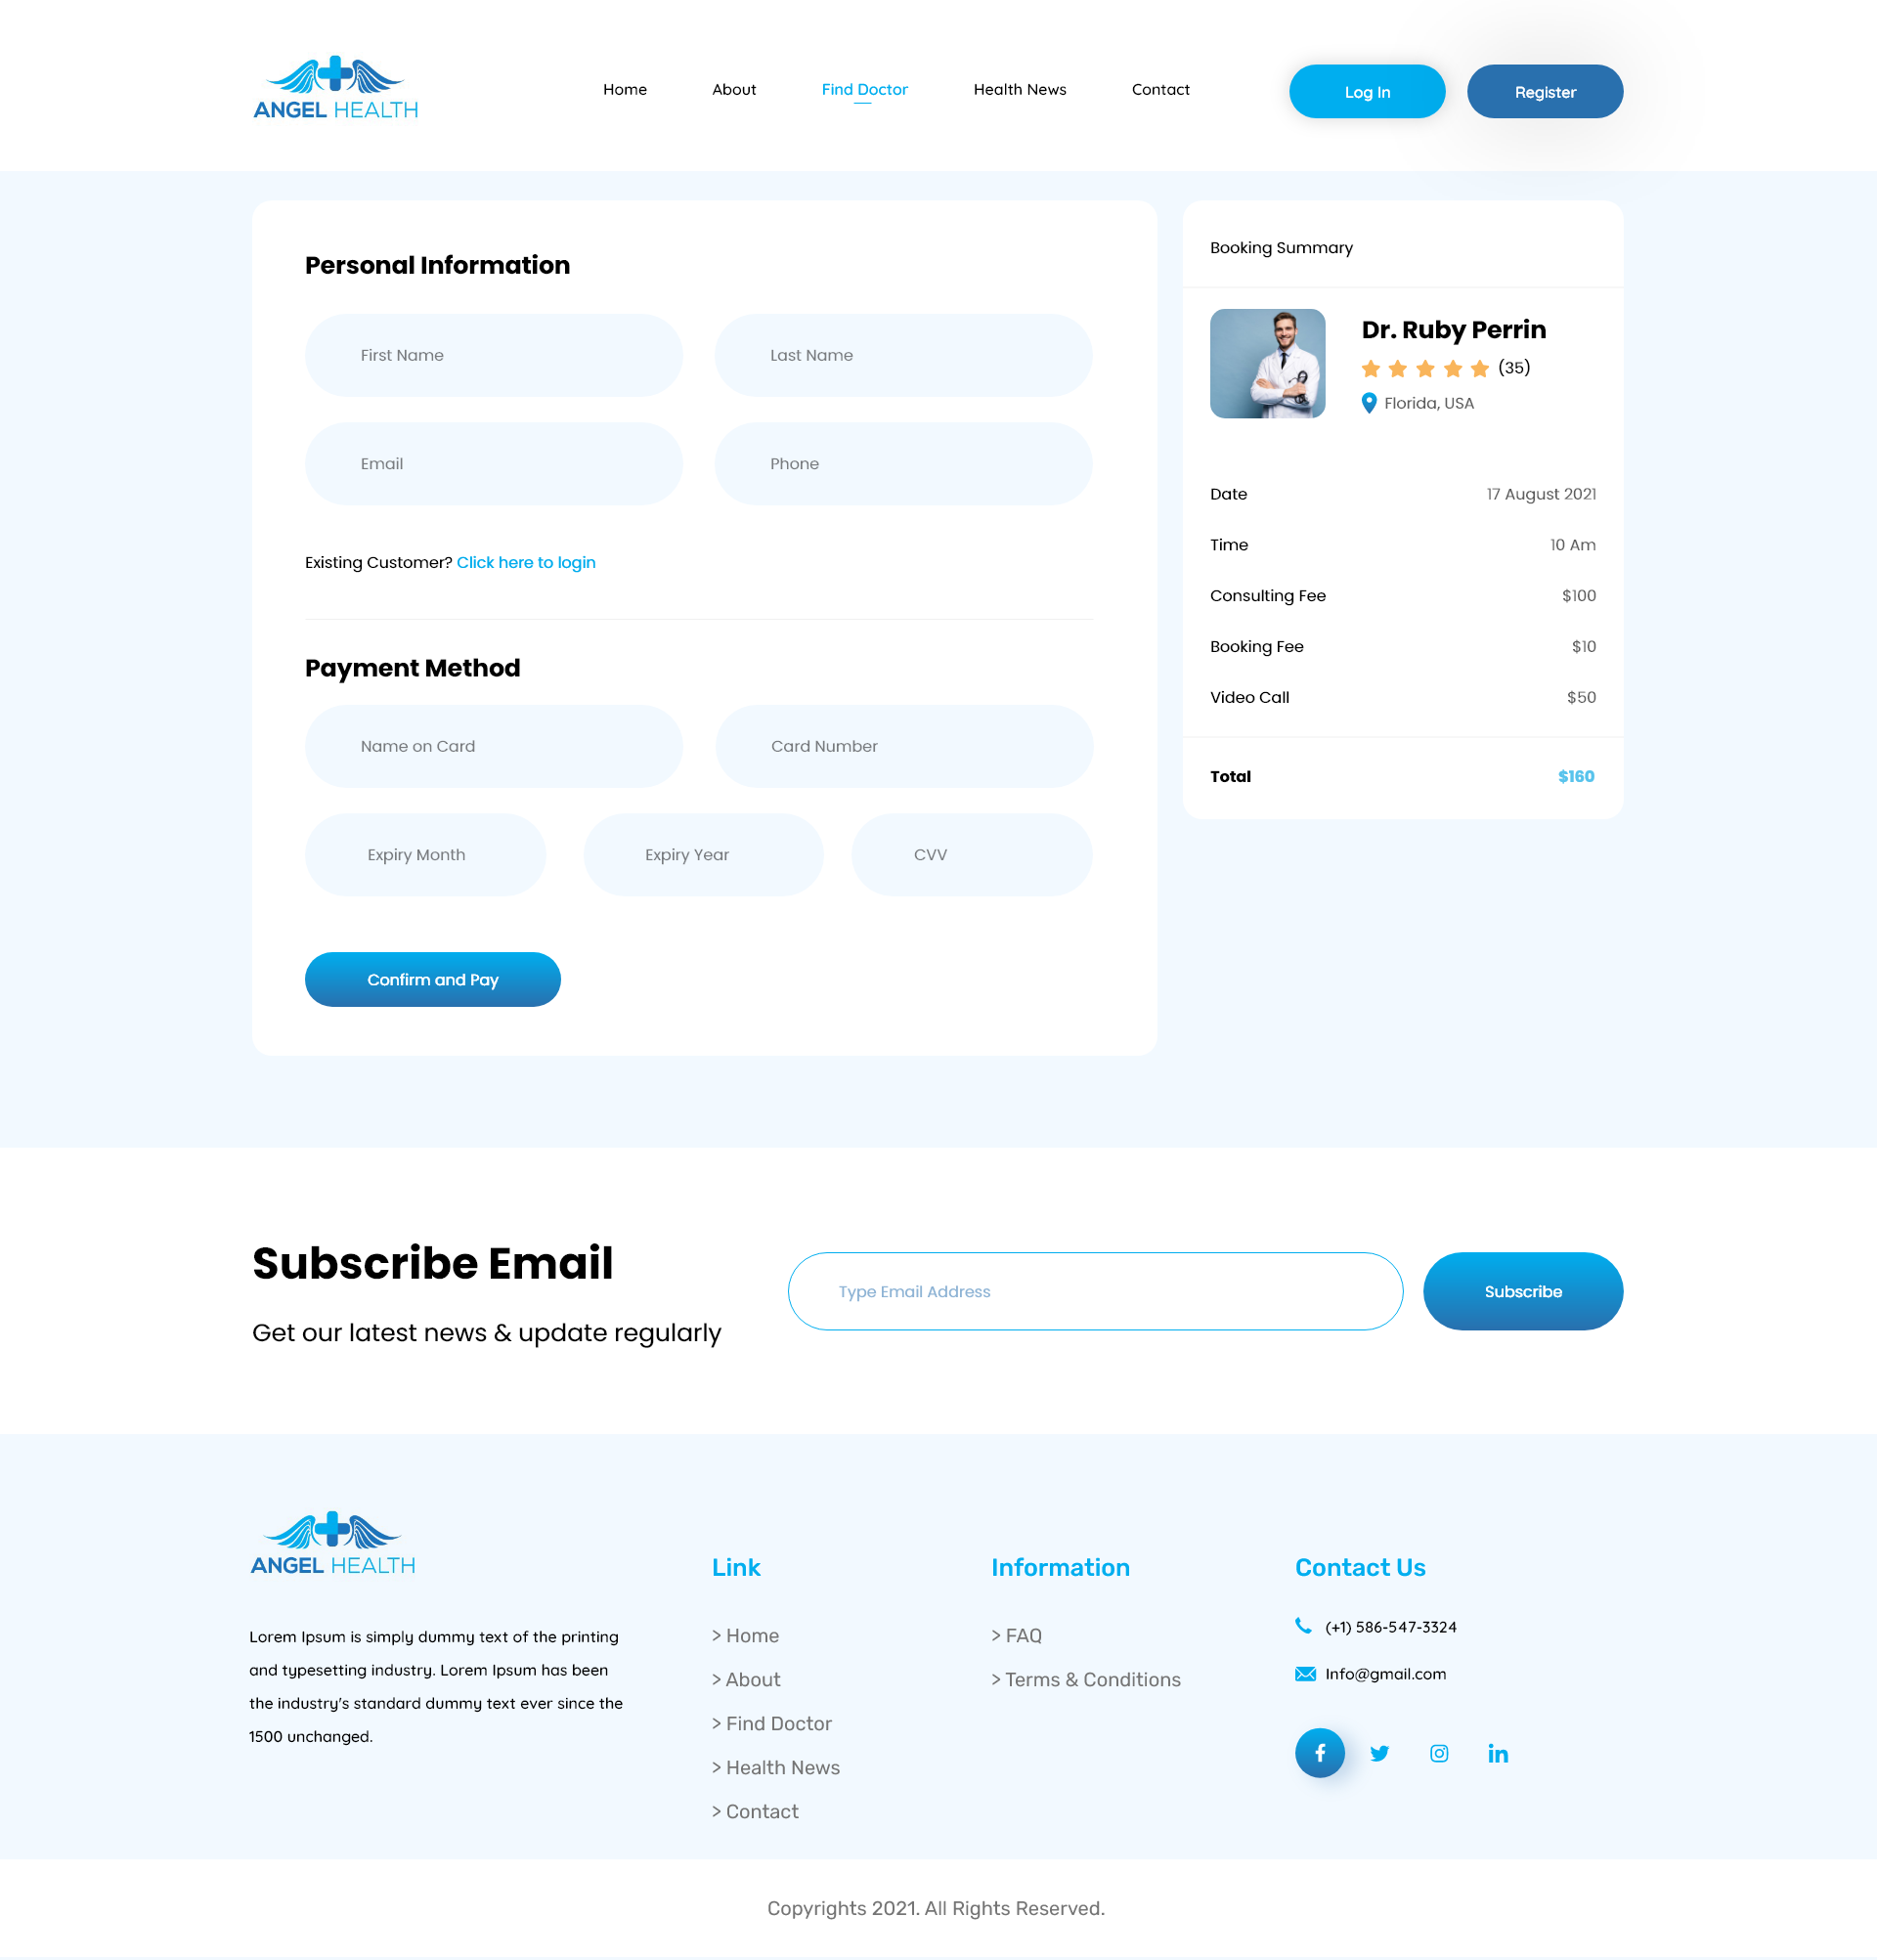 ANGEL HEALTH
Home About Find Doctor Health News Contact
Log In Register
Personal Information
First Name Last Name
Email Phone
Existing Customer? Click here to login
Payment Method
Name on Card Card Number
Expiry Month Expiry Year CVV
Confirm and Pay
Booking Summary
Dr. Ruby Perrin
(35)
Florida, USA
Date 17 August 2021
Time 10 Am
Consulting Fee $100
Booking Fee $10
Video Call $50
Total $160
Subscribe Email
Get our latest news & update regularly
Type Email Address
Subscribe
ANGEL HEALTH
Lorem Ipsum is simply dummy text of the printing
and typesetting industry. Lorem Ipsum has been
the industry's standard dummy text ever since the
1500 unchanged.
Link
> Home
> About
> Find Doctor
> Health News
> Contact
Information
> FAQ
> Terms & Conditions
Contact Us
(+1) 586-547-3324
Info@gmail.com
Copyrights 2021. All Rights Reserved.